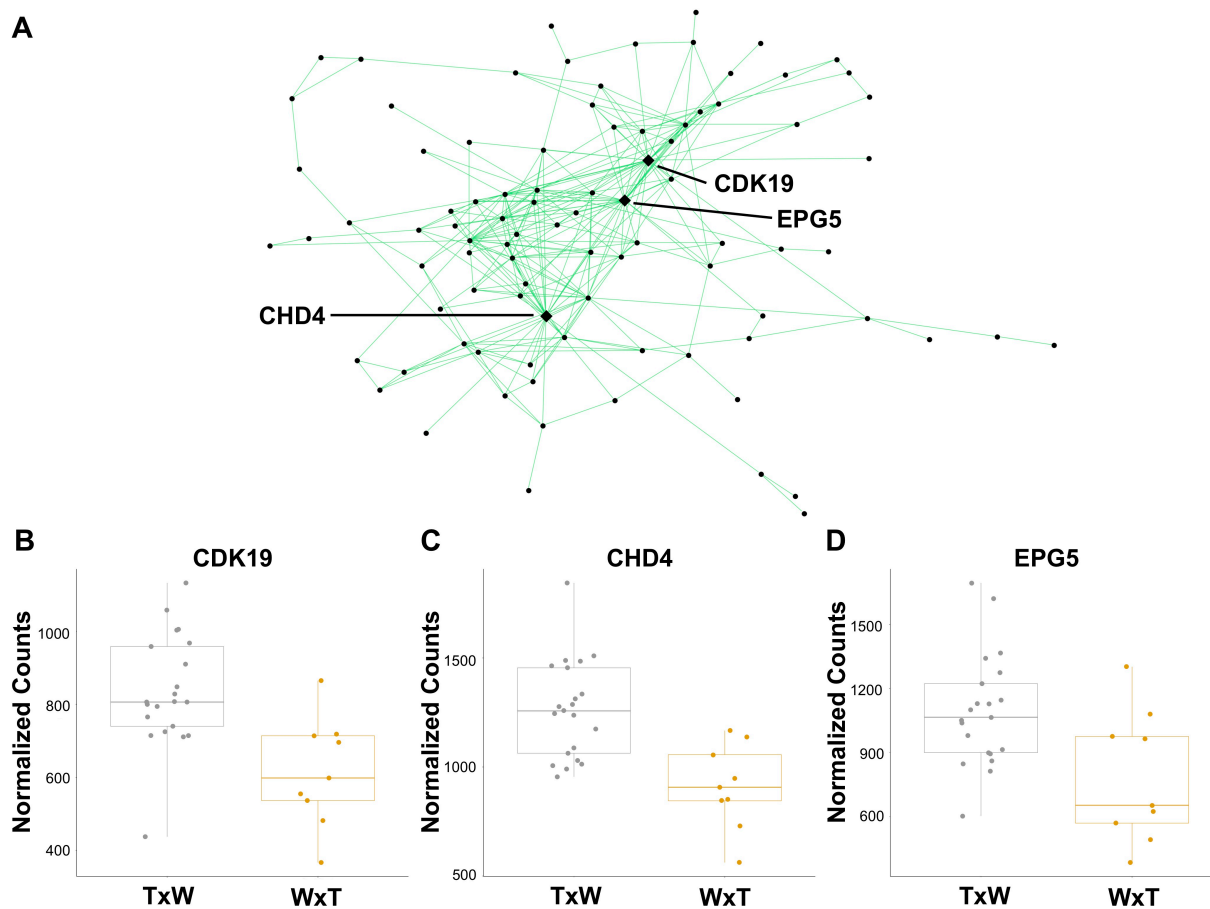 A
CDK19
EPG5
CHD4
B
CDK19
Normalized Counts
1000
800
600
400
TxW
WxT
C
CHD4
Normalized Counts
1500
1000
500
TxW
WxT
D
EPG5
Normalized Counts
1500
1200
900
600
TxW
WxT